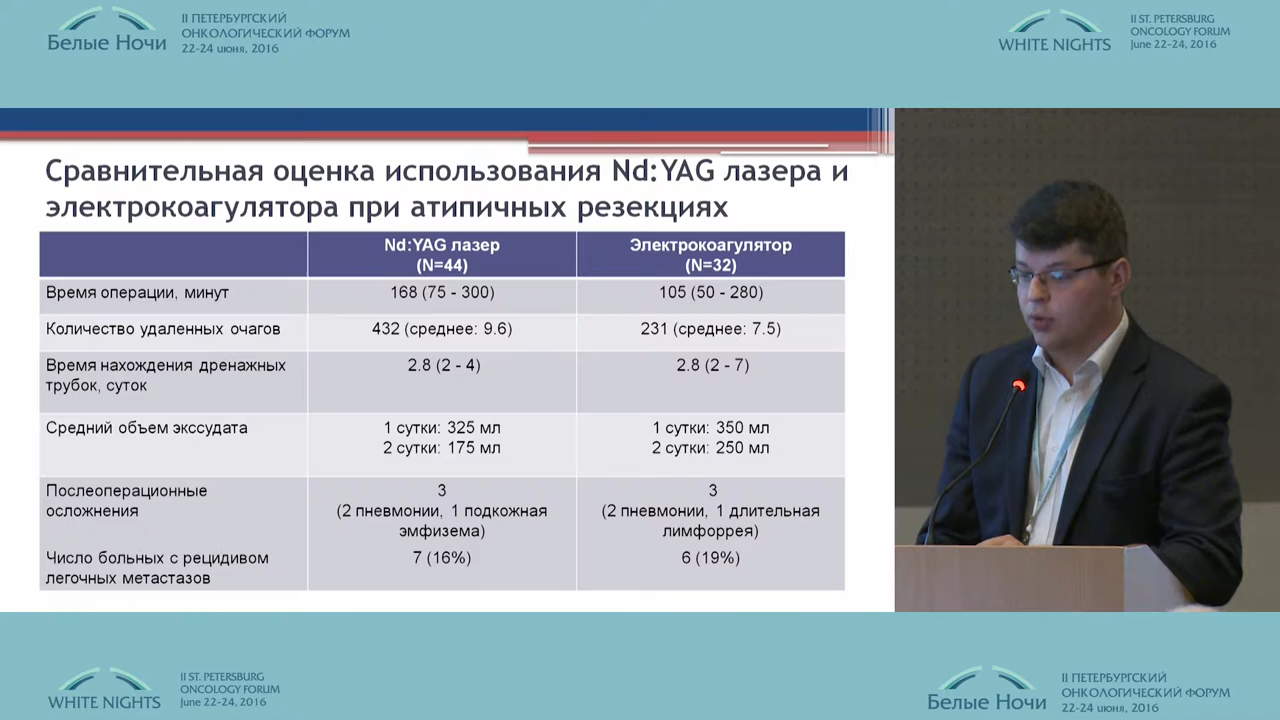 Белые Ночи
II ПЕТЕРБУРГСКИЙ
ОНКОЛОГИЧЕСКИЙ ФОРУМ
22-24 июня, 2016
WHITE NIGHTS
II ST. PETERSBURG
ONCOLOGY FORUM
June 22-24, 2016
Сравнительная оценка использования Nd:YAG лазера и
электрокоагулятора при атипичных резекциях
Nd:YAG лазер
(N=44)
Электрокоагулятор
(N=32)
Время операции, минут
168 (75 - 300)
105 (50 - 280)
Количество удаленных очагов
432 (среднее: 9.6)
231 (среднее: 7.5)
Время нахождения дренажных
трубок, суток
2.8 (2 - 4)
2.8 (2 - 7)
Средний объем экссудата
1 сутки: 325 мл
2 сутки: 175 мл
1 сутки: 350 мл
2 сутки: 250 мл
Послеоперационные
осложнения
3
(2 пневмонии, 1 подкожная
эмфизема)
3
(2 пневмонии, 1 длительная
лимфоррея)
Число больных с рецидивом
легочных метастазов
7 (16%)
6 (19%)
WHITE NIGHTS
II ST. PETERSBURG
ONCOLOGY FORUM
June 22-24, 2016
Белые Ночи
II ПЕТЕРБУРГСКИЙ
ОНКОЛОГИЧЕСКИЙ ФОРУМ
22-24 июня, 2016